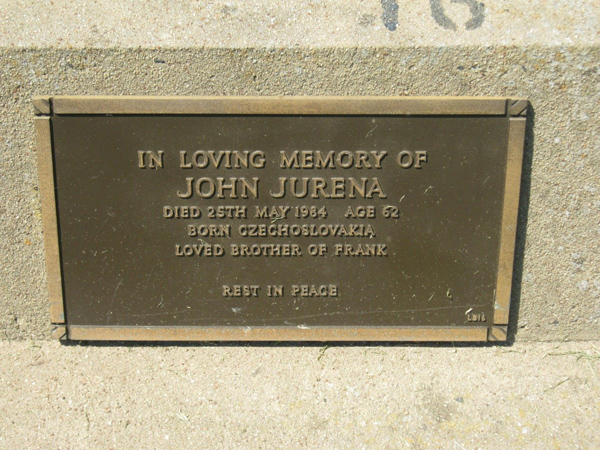 IN LOVING MEMORY OF
JOHN JURENA
DIED 25TH MAY 1984 AGE 62
BORN CZECHOSLOVAKIA
LOVED BROTHER OF FRANK
REST IN PEACE